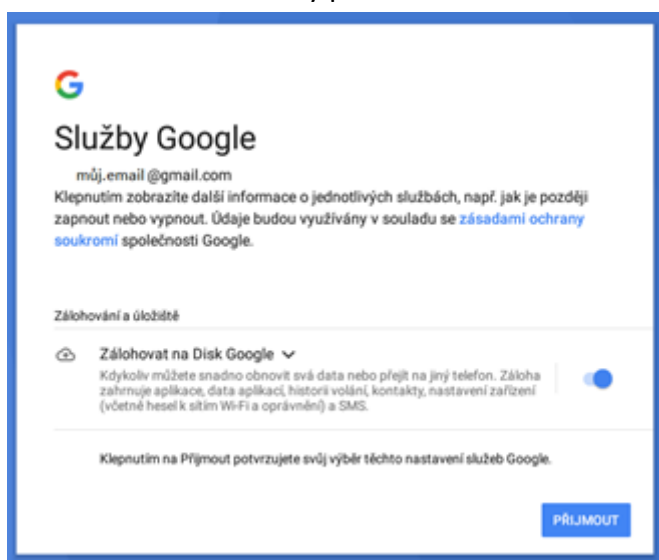 Služby Google
můj.email @gmail.com
Klepnutím zobrazíte další informace o jednotlivých službách, např. jak je později
zapnout nebo vypnout. Údaje budou využívány v souladu se zásadami ochrany
soukromí společnosti Google.
Zálohování a úložiště
Zálohovat na Disk Google
Kdykoliv můžete snadno obnovit svá data nebo přejít na jiný telefon. Záloha
zahrnuje aplikace, data aplikací, historii volání, kontakty, nastavení zařízení
(včetně hesel k sítím Wi-Fi a oprávnění) a SMS.
Klepnutím na Přijmout potvrzujete svůj výběr těchto nastavení služeb Google.
PŘIJMOUT